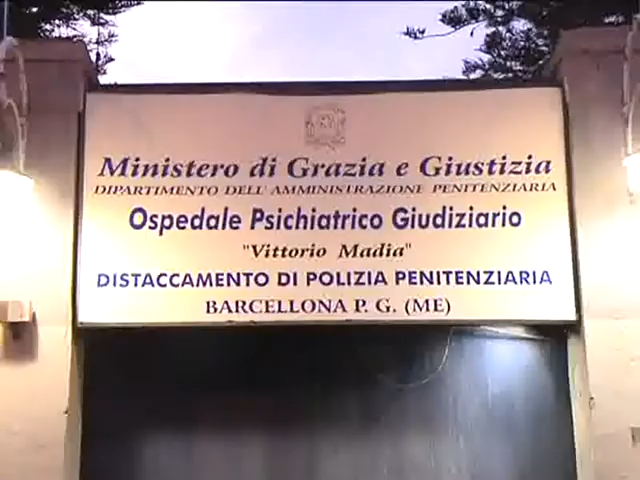 Ministero di Grazia e Giustizia
DIPARTIMENTO DELL'AMMINISTRAZIONE PENITENZIARIA
Ospedale Psichiatrico Giudiziario
"Vittorio Madia"
DISTACCAMENTO DI POLIZIA PENITENZIARIA
BARCELLONA P. G. (ME)